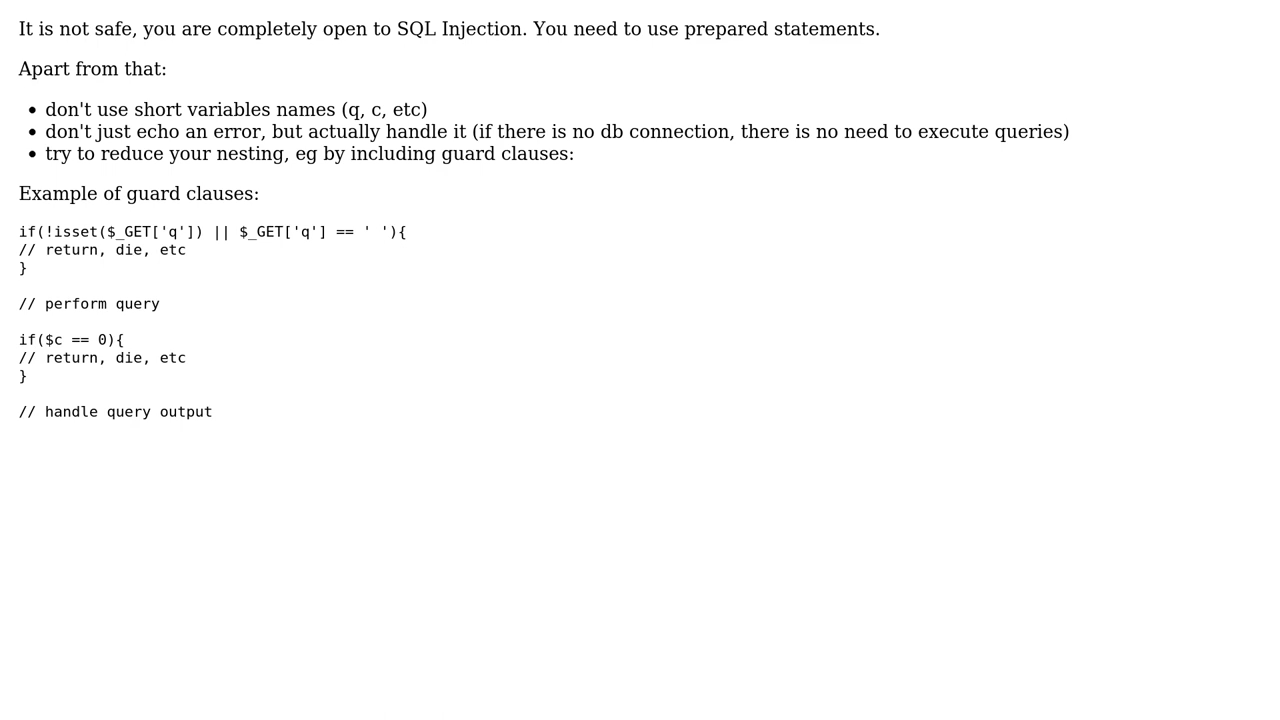 It is not safe, you are completely open to SQL Injection. You need to use prepared statements.
Apart from that:
• don't use short variables names (q, c, etc)
• don't just echo an error, but actually handle it (if there is no db connection, there is no need to execute queries)
• try to reduce your nesting, eg by including guard clauses:
Example of guard clauses:
if(!isset($_GET['q']) || $_GET['q'] == ' '){
// return, die, etc
}
// perform query
if($c == 0){
// return, die, etc
}
// handle query output